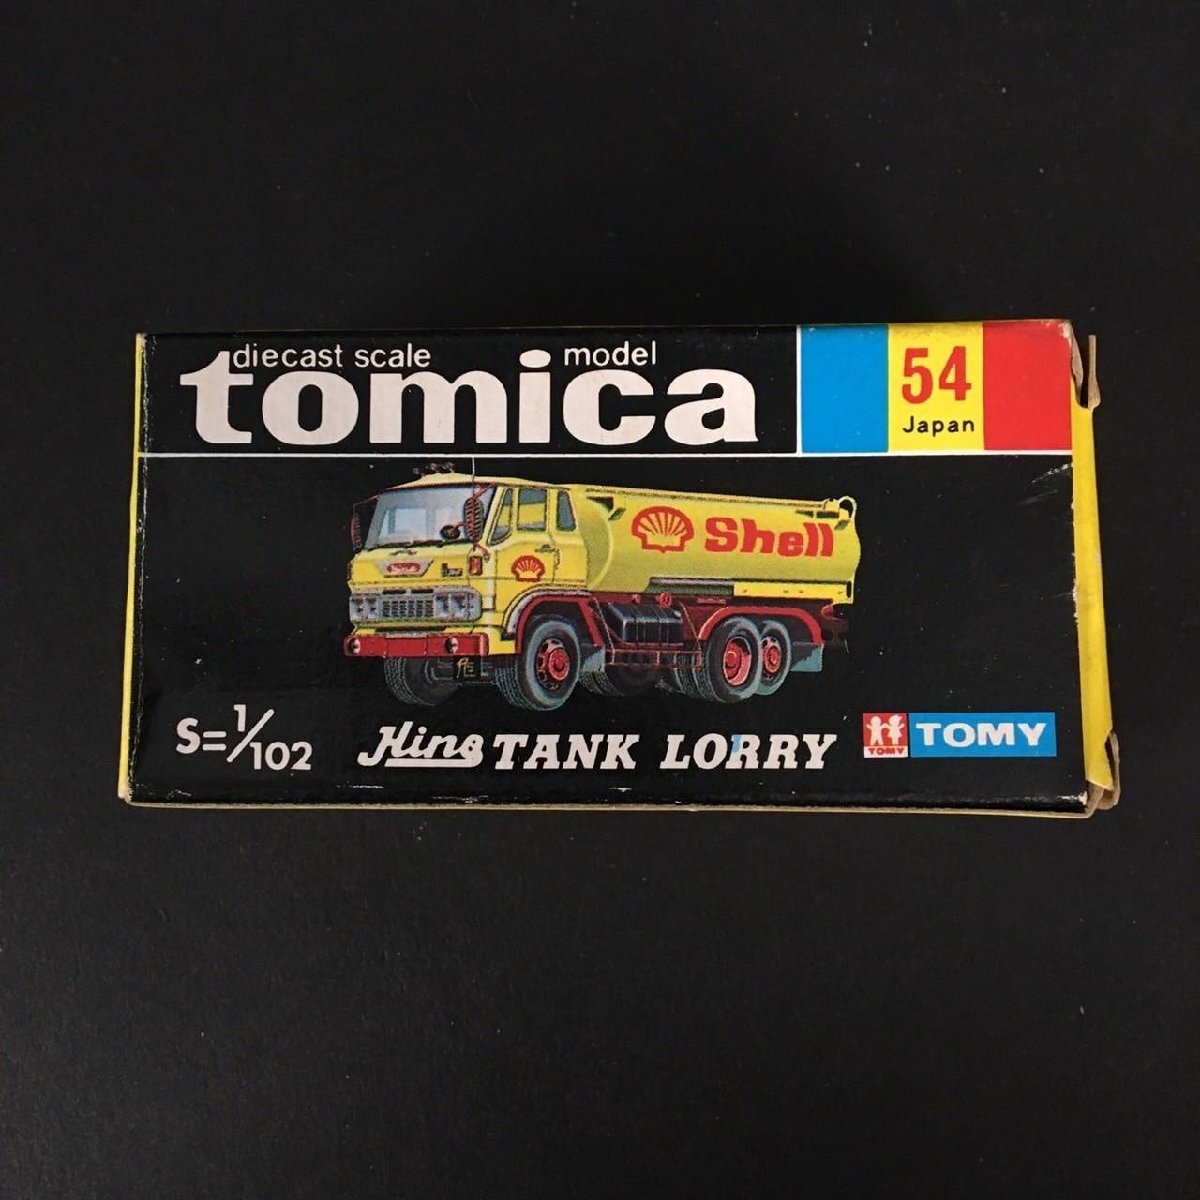 diecast scale model
tomica
54
Japan
Shell
S=1/102
Hino TANK LORRY
TOMY
TOMY